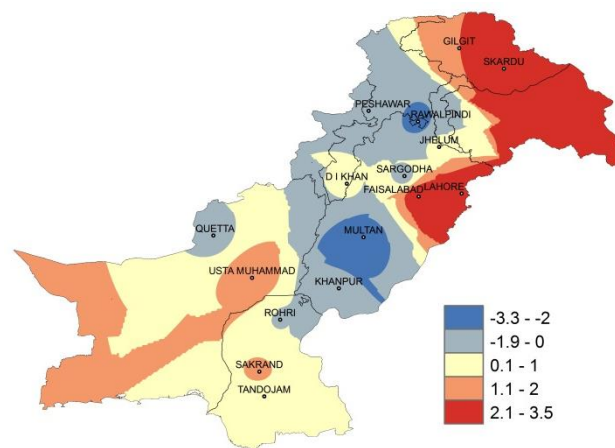 GILGIT
SKARDU
PESHAWAR
RAWALPINDI
JHELUM
SARGODHA
D I KHAN
FAISALABAD
LAHORE
QUETTA
MULTAN
USTA MUHAMMAD
KHANPUR
ROHRI
SAKRAND
TANDOJAM
-3.3 - -2
-1.9 - 0
0.1 - 1
1.1 - 2
2.1 - 3.5